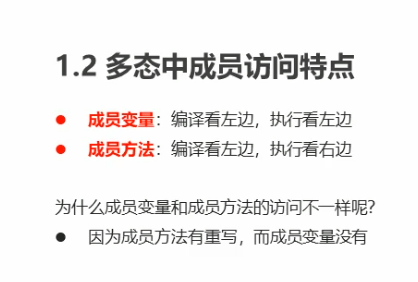 1.2 多态中成员访问特点
● 成员变量：编译看左边，执行看左边
● 成员方法：编译看左边，执行看右边
为什么成员变量和成员方法的访问不一样呢?
● 因为成员方法有重写，而成员变量没有